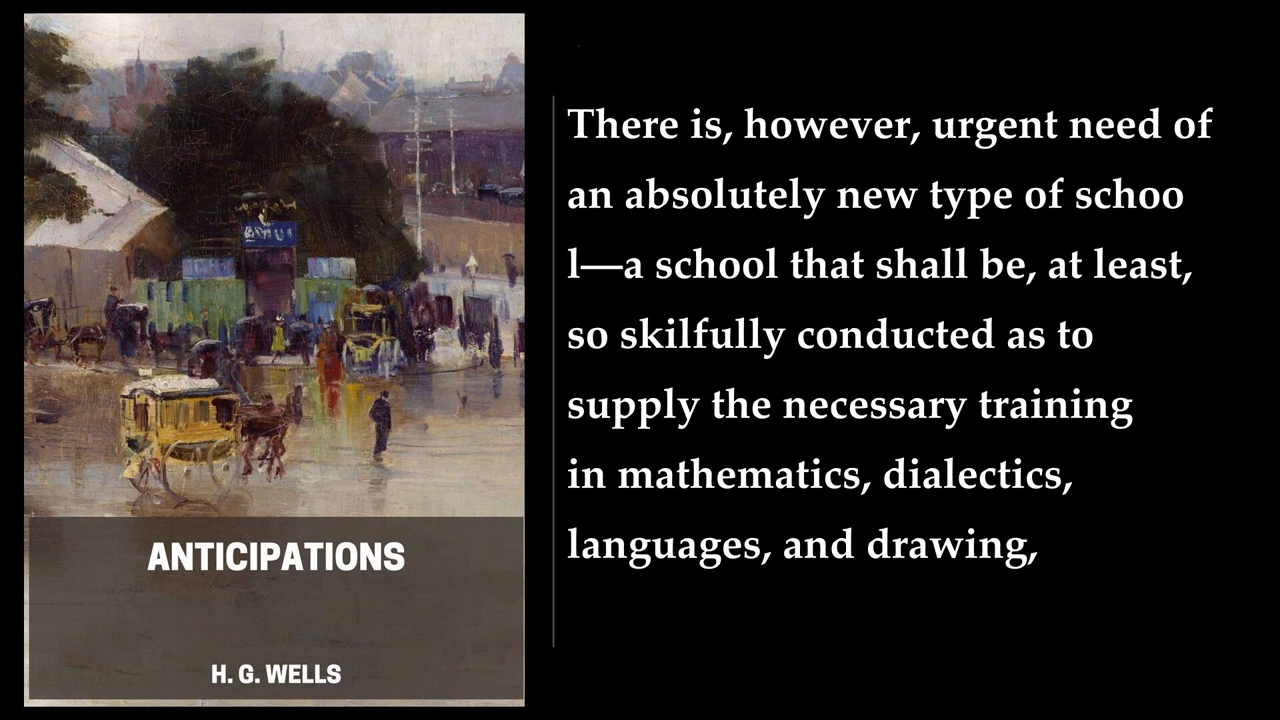 There is, however, urgent need of
an absolutely new type of schoo
l—a school that shall be, at least,
so skilfully conducted as to
supply the necessary training
in mathematics, dialectics,
languages, and drawing,
ANTICIPATIONS
H. G. WELLS